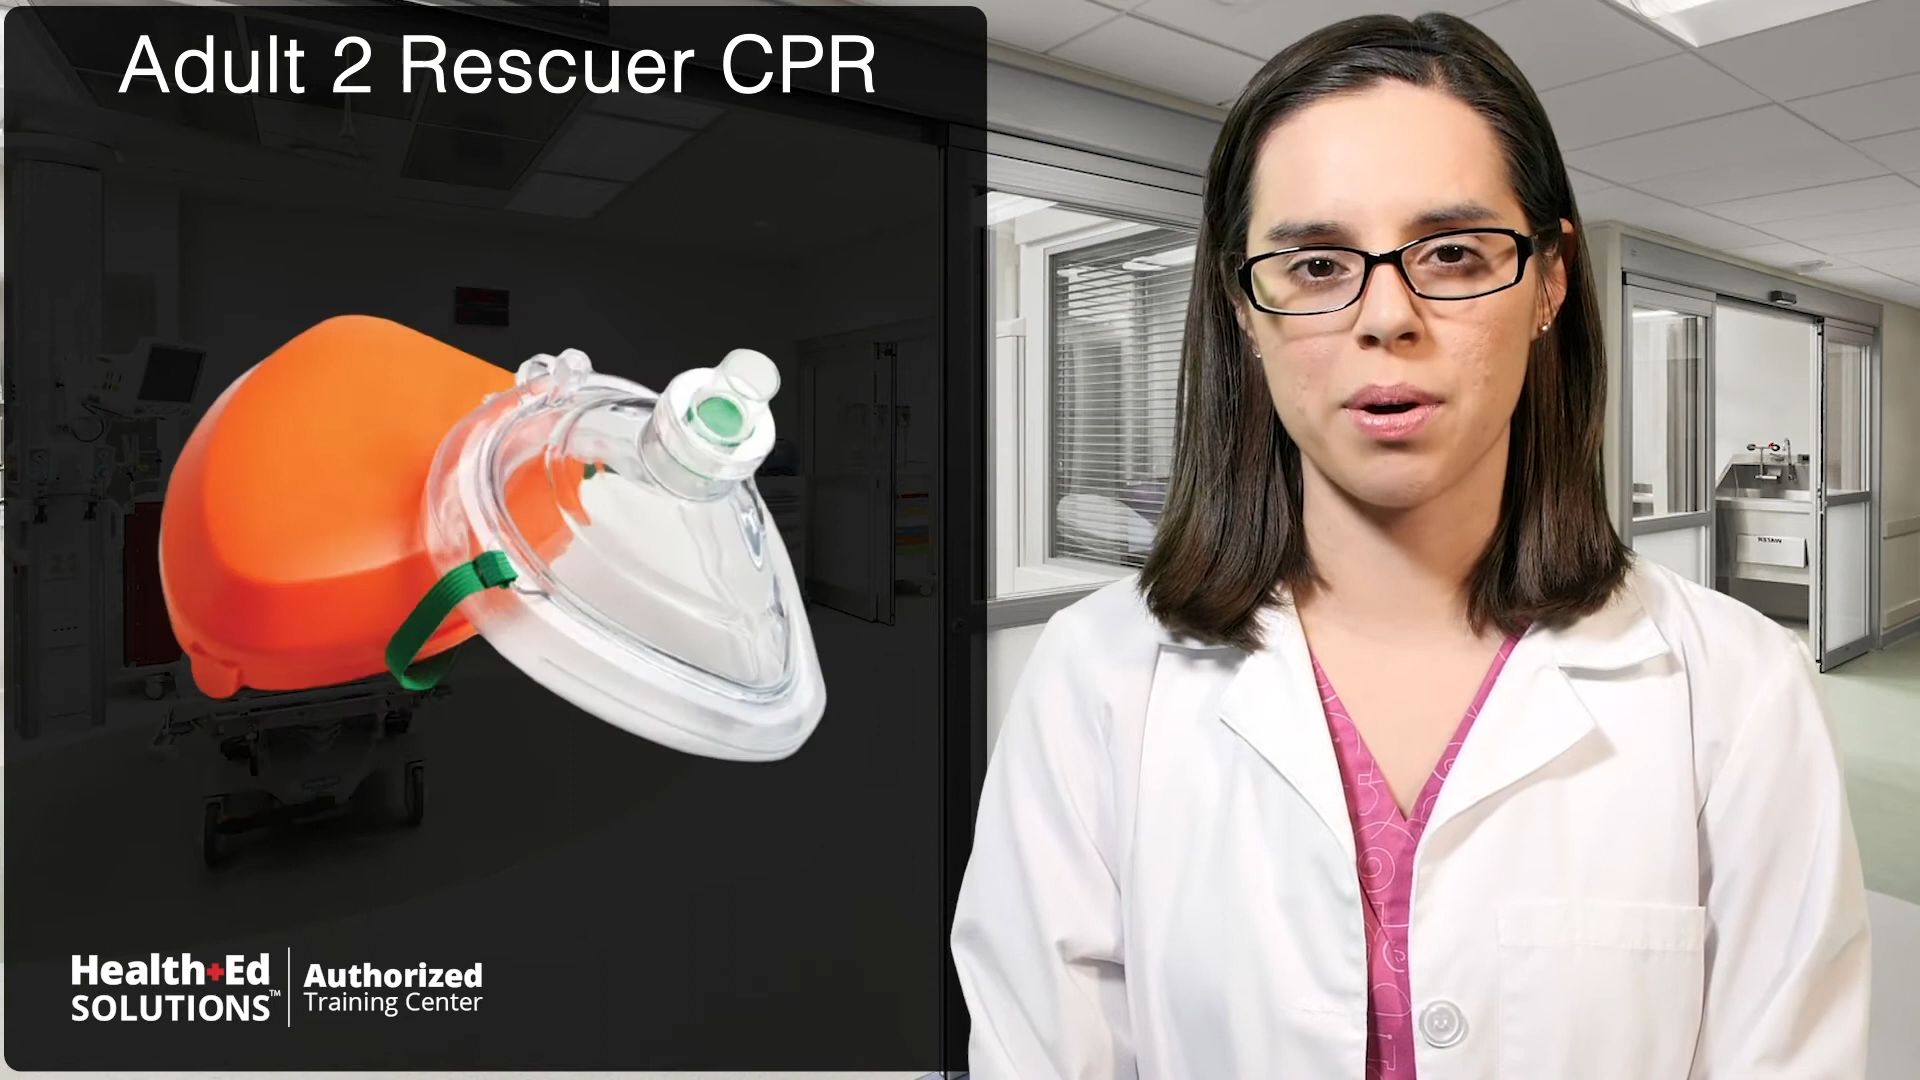 Adult 2 Rescuer CPR
Health+Ed
SOLUTIONS™
Authorized
Training Center